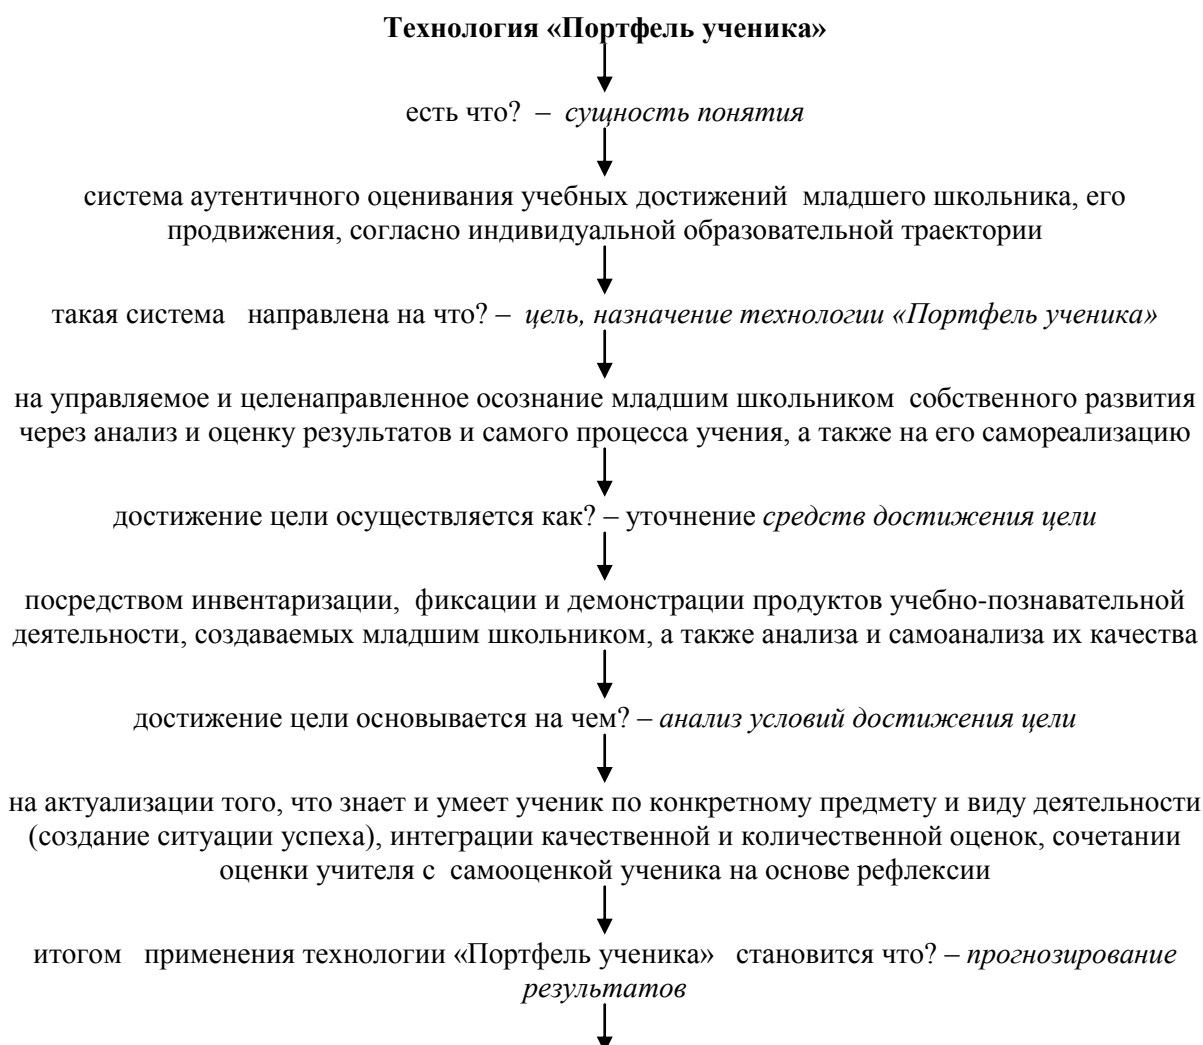 Технология «Портфель ученика»
есть что? – сущность понятия
система аутентичного оценивания учебных достижений младшего школьника, его
продвижения, согласно индивидуальной образовательной траектории
такая система направлена на что? – цель, назначение технологии «Портфель ученика»
на управляемое и целенаправленное осознание младшим школьником собственного развития
через анализ и оценку результатов и самого процесса учения, а также на его самореализацию
достижение цели осуществляется как? – уточнение средств достижения цели
посредством инвентаризации, фиксации и демонстрации продуктов учебно-познавательной
деятельности, создаваемых младшим школьником, а также анализа и самоанализа их качества
достижение цели основывается на чем? – анализ условий достижения цели
на актуализации того, что знает и умеет ученик по конкретному предмету и виду деятельности
(создание ситуации успеха), интеграции качественной и количественной оценок, сочетании
оценки учителя с самооценкой ученика на основе рефлексии
итогом применения технологии «Портфель ученика» становится что? – прогнозирование
результатов